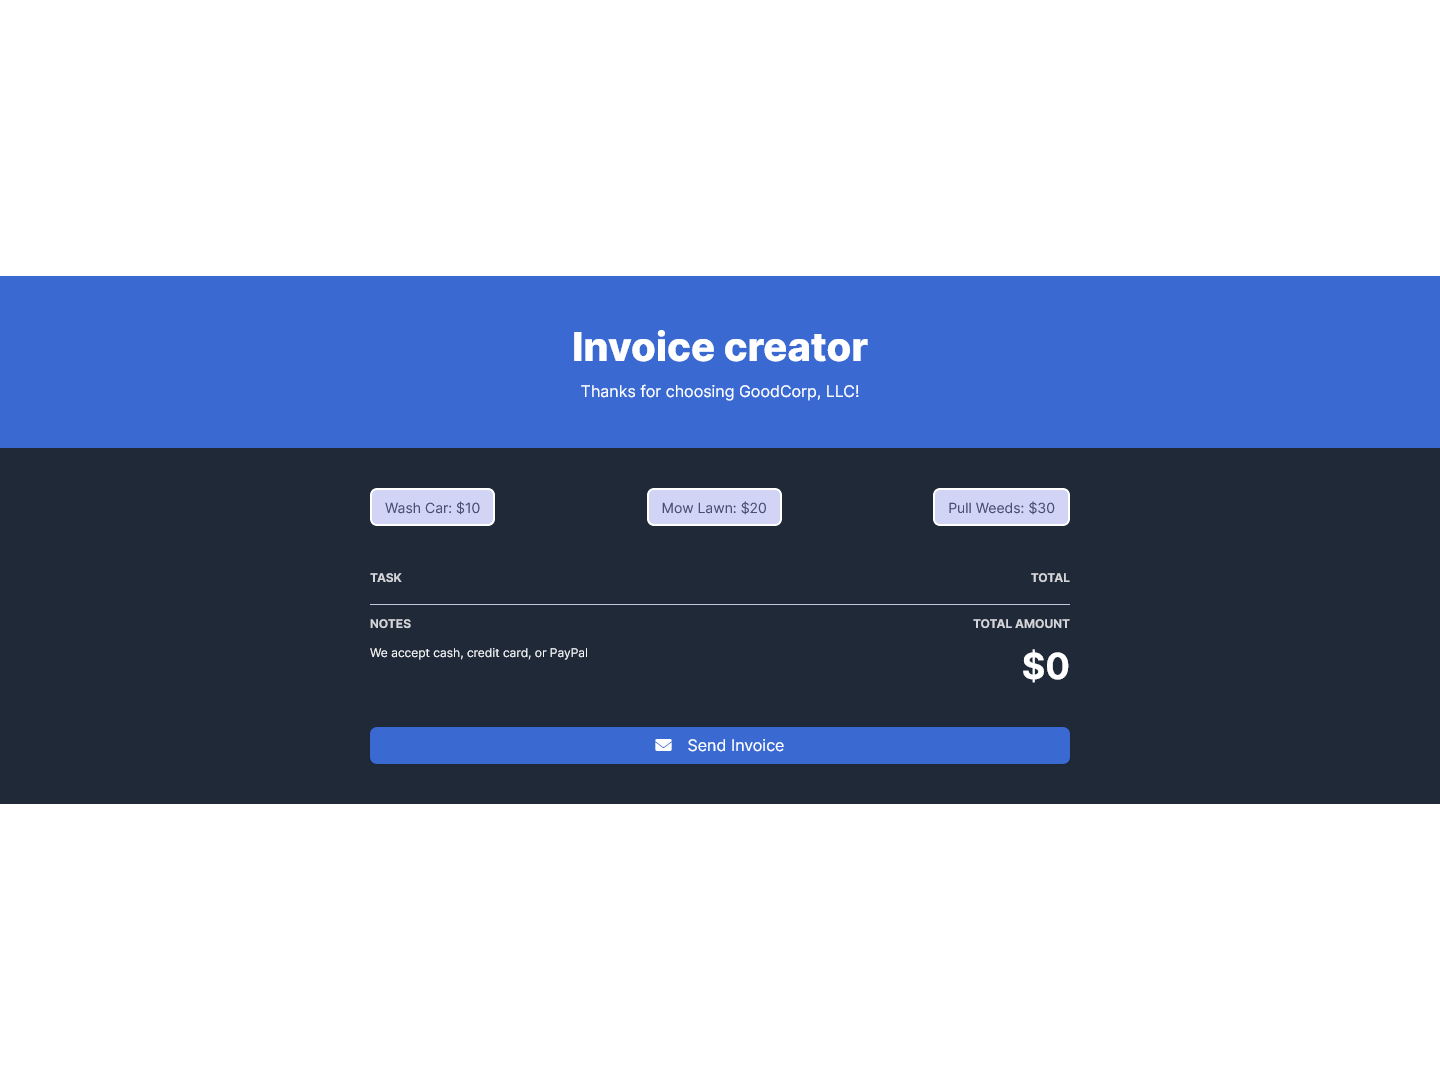 Invoice creator
Thanks for choosing GoodCorp, LLC!
Wash Car: $10 Mow Lawn: $20 Pull Weeds: $30
TASK TOTAL
NOTES TOTAL AMOUNT
We accept cash, credit card, or PayPal
$0
Send Invoice